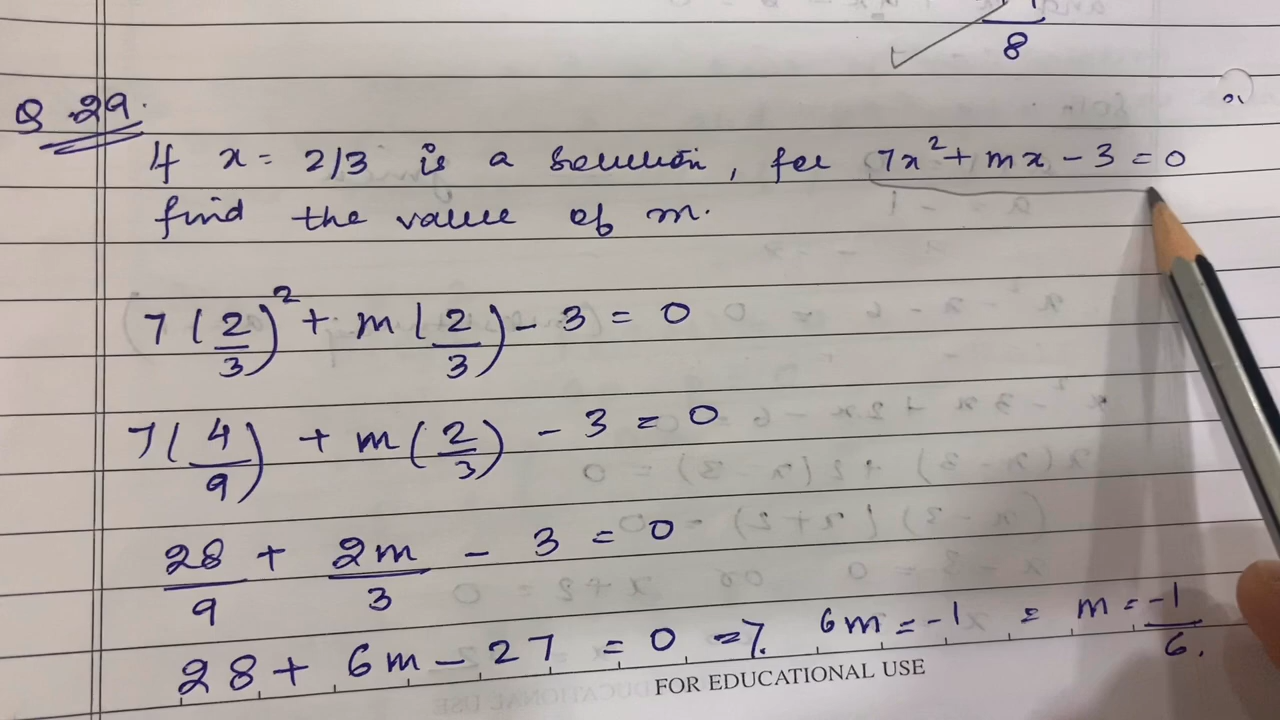 8
Q.29.
If x = 2/3 is a solution, for 7x² + mx - 3 = 0
find the value of m.
7(2/3)² + m(2/3) - 3 = 0
7(4/9) + m(2/3) - 3 = 0
28/9 + 2m/3 - 3 = 0
28 + 6m - 27 = 0 => 6m = -1 = m = -1/6.
FOR EDUCATIONAL USE